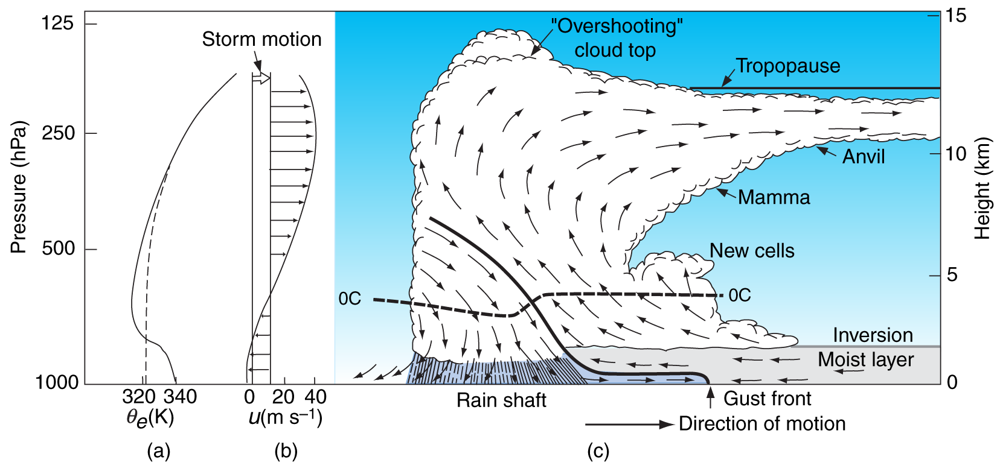 125
250
500
1000
Pressure (hPa)
320 340
θe(K)
(a)
Storm motion
0 20 40
u(m s–1)
(b)
"Overshooting"
cloud top
Tropopause
Anvil
Mamma
New cells
0C
0C
Inversion
Moist layer
Rain shaft
Gust front
Direction of motion
(c)
15
10
5
0
Height (km)